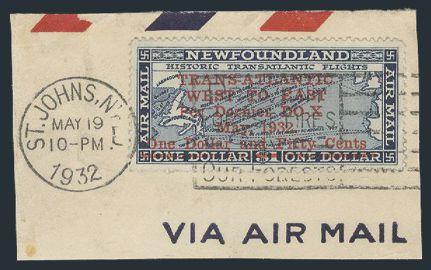 NEWFOUNDLAND
HISTORIC TRANSATLANTIC FLIGHTS
AIR MAIL
AIR MAIL
TRANS-ATLANTIC
WEST TO EAST
Per Dornier DO-X
May, 1932.
One Dollar and Fifty Cents
ONE DOLLAR $1 ONE DOLLAR
ST. JOHNS, N
MAY 19
10-PM
1932
OUR FORESTS
VIA AIR MAIL